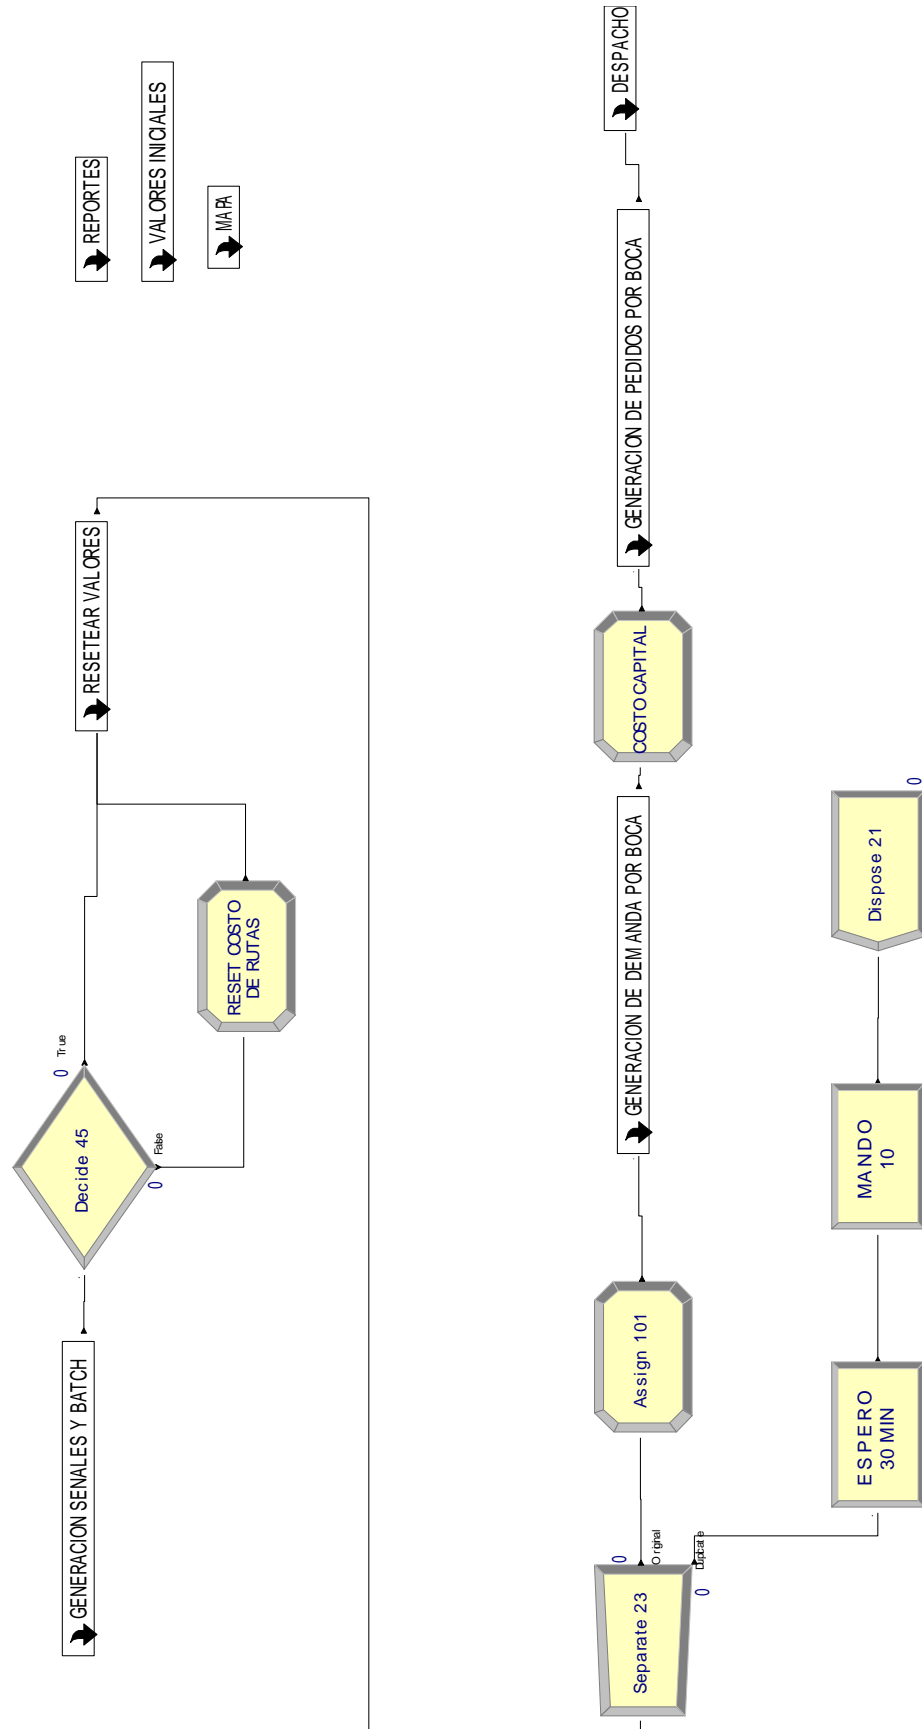 GENERACION SENALES Y BATCH
Decide 45
0
True
0
False
RESET COSTO
DE RUTAS
RESETEAR VALORES
REPORTES
VALORES INICIALES
MAPA
Separate 23
0
Original
0
Duplicate
Assign 101
GENERACION DE DEMANDA POR BOCA
COSTO CAPITAL
GENERACION DE PEDIDOS POR BOCA
DESPACHO
ESPERO
30 MIN
MANDO
10
Dispose 21
0